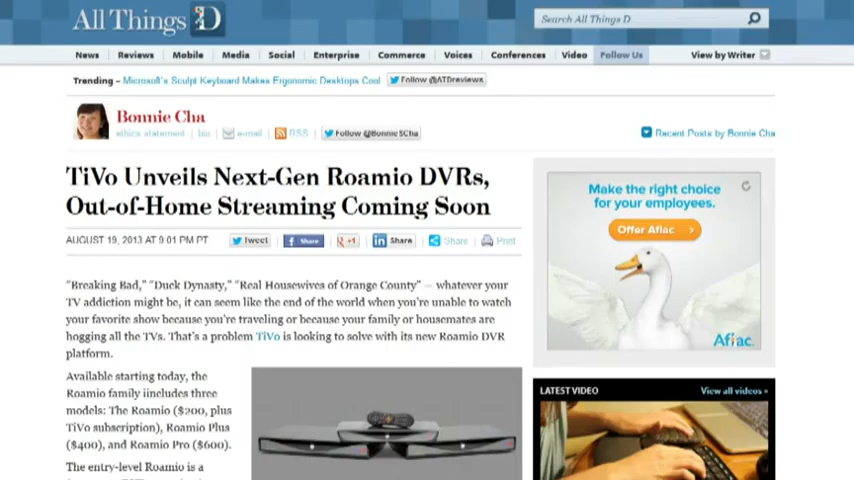 All Things D
Search All Things D
News Reviews Mobile Media Social Enterprise Commerce Voices Conferences Video Follow Us View by Writer
Trending – Microsoft's Sculpt Keyboard Makes Ergonomic Desktops Cool Follow @ATDreviews
Bonnie Cha
ethics statement | bio | e-mail | RSS | Follow @BonnieSCha
Recent Posts by Bonnie Cha
TiVo Unveils Next-Gen Roamio DVRs,
Out-of-Home Streaming Coming Soon
AUGUST 19, 2013 AT 9:01 PM PT Tweet Share +1 Share Share Print
"Breaking Bad," "Duck Dynasty," "Real Housewives of Orange County" — whatever your
TV addiction might be, it can seem like the end of the world when you're unable to watch
your favorite show because you're traveling or because your family or housemates are
hogging all the TVs. That's a problem TiVo is looking to solve with its new Roamio DVR
platform.
Available starting today, the
Roamio family iincludes three
models: The Roamio ($200, plus
TiVo subscription), Roamio Plus
($400), and Roamio Pro ($600).
The entry-level Roamio is a
Make the right choice
for your employees.
Offer Aflac >
Aflac
LATEST VIDEO View all videos »